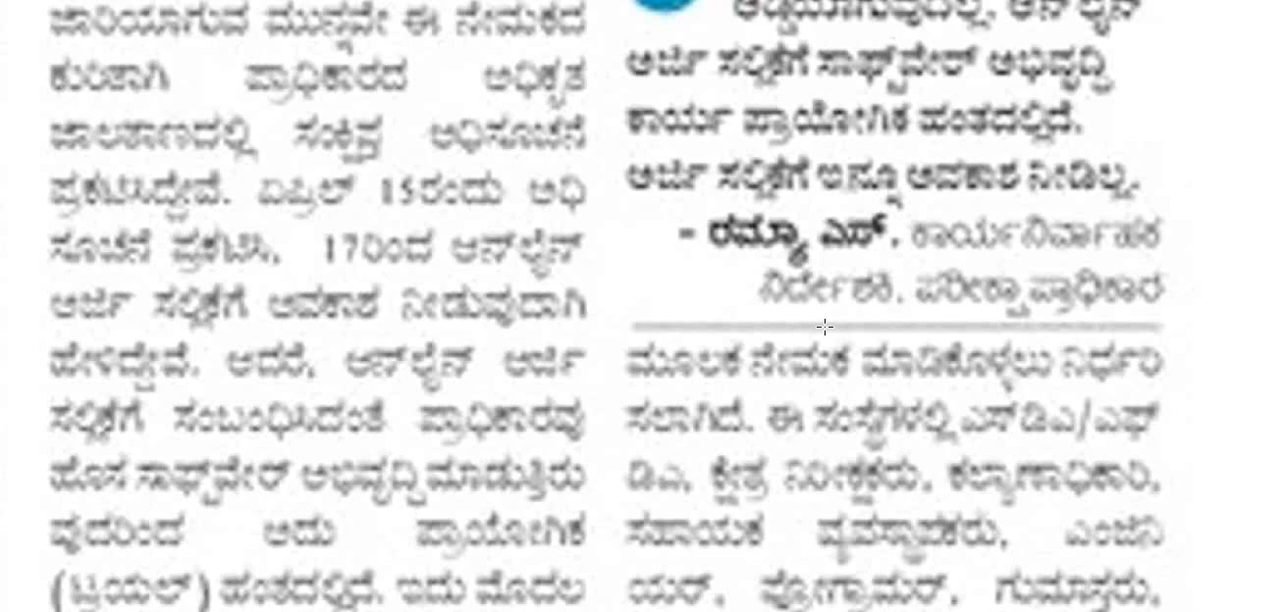 ಜಾರಿಯಾಗುವ ಮುನ್ನವೇ ಈ ನೇಮಕದ
ಕುರಿತಾಗಿ ಪ್ರಾಧಿಕಾರದ ಅಧಿಕೃತ
ಜಾಲತಾಣದಲ್ಲಿ ಸಂಕ್ಷಿಪ್ತ ಅಧಿಸೂಚನೆ
ಪ್ರಕಟಿಸಿದ್ದೇವೆ. ಏಪ್ರಿಲ್ 15ರಂದು ಅಧಿ
ಸೂಚನೆ ಪ್ರಕಟಿಸಿ, 17ರಿಂದ ಆನ್‌ಲೈನ್
ಅರ್ಜಿ ಸಲ್ಲಿಕೆಗೆ ಅವಕಾಶ ನೀಡುವುದಾಗಿ
ಹೇಳಿದ್ದೇವೆ. ಆದರೆ, ಆನ್‌ಲೈನ್ ಅರ್ಜಿ
ಸಲ್ಲಿಕೆಗೆ ಸಂಬಂಧಿಸಿದಂತೆ ಪ್ರಾಧಿಕಾರವು
ಹೊಸ ಸಾಫ್ಟ್‌ವೇರ್ ಅಭಿವೃದ್ಧಿ ಮಾಡುತ್ತಿರು
ವುದರಿಂದ ಅದು ಪ್ರಾಯೋಗಿಕ
(ಟ್ರಯಲ್) ಹಂತದಲ್ಲಿದೆ. ಇದು ಮೊದಲ
ಆನ್‌ಲೈನ್
ಅರ್ಜಿ ಸಲ್ಲಿಕೆಗೆ ಸಾಫ್ಟ್‌ವೇರ್ ಅಭಿವೃದ್ಧಿ
ಕಾರ್ಯ ಪ್ರಾಯೋಗಿಕ ಹಂತದಲ್ಲಿದೆ.
ಅರ್ಜಿ ಸಲ್ಲಿಕೆಗೆ ಇನ್ನೂ ಅವಕಾಶ ನೀಡಿಲ್ಲ.
- ರಮ್ಯಾ ಎಸ್, ಕಾರ್ಯನಿರ್ವಾಹಕ
ನಿರ್ದೇಶಕಿ, ಪರೀಕ್ಷಾ ಪ್ರಾಧಿಕಾರ
ಮೂಲಕ ನೇಮಕ ಮಾಡಿಕೊಳ್ಳಲು ನಿರ್ಧರಿ
ಸಲಾಗಿದೆ. ಈ ಸಂಸ್ಥೆಗಳಲ್ಲಿ ಎಸ್‌ಡಿಎ/ಎಫ್
ಡಿಎ, ಕ್ಷೇತ್ರ ನಿರೀಕ್ಷಕರು, ಕಲ್ಯಾಣಾಧಿಕಾರಿ,
ಸಹಾಯಕ ವ್ಯವಸ್ಥಾಪಕರು, ಎಂಜಿನಿ
ಯರ್, ಪ್ರೋಗ್ರಾಮರ್, ಗುಮಾಸ್ತರು,